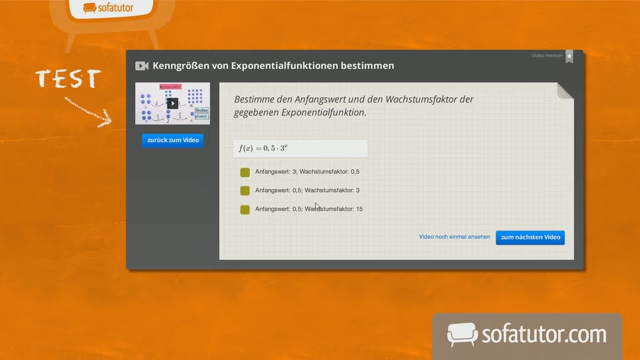 sofatutor
Video merken
Kenngrößen von Exponentialfunktionen bestimmen
TEST
Bestimme den Anfangswert und den Wachstumsfaktor der
gegebenen Exponentialfunktion.
zurück zum Video
f(x) = 0,5 · 3^x
Anfangswert: 3; Wachstumsfaktor: 0,5
Anfangswert: 0,5; Wachstumsfaktor: 3
Anfangswert: 0,5; Wachstumsfaktor: 15
Video noch einmal ansehen
zum nächsten Video
sofatutor.com